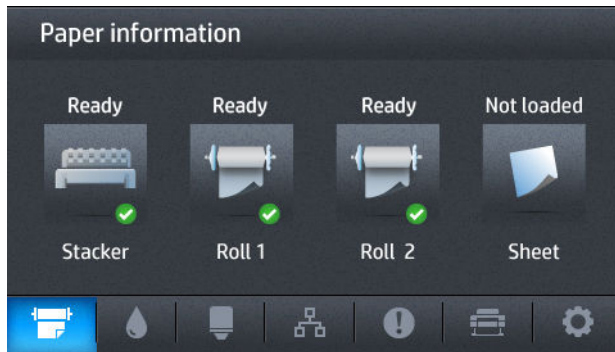 Paper information
Ready Ready Ready Not loaded
Stacker Roll 1 Roll 2 Sheet